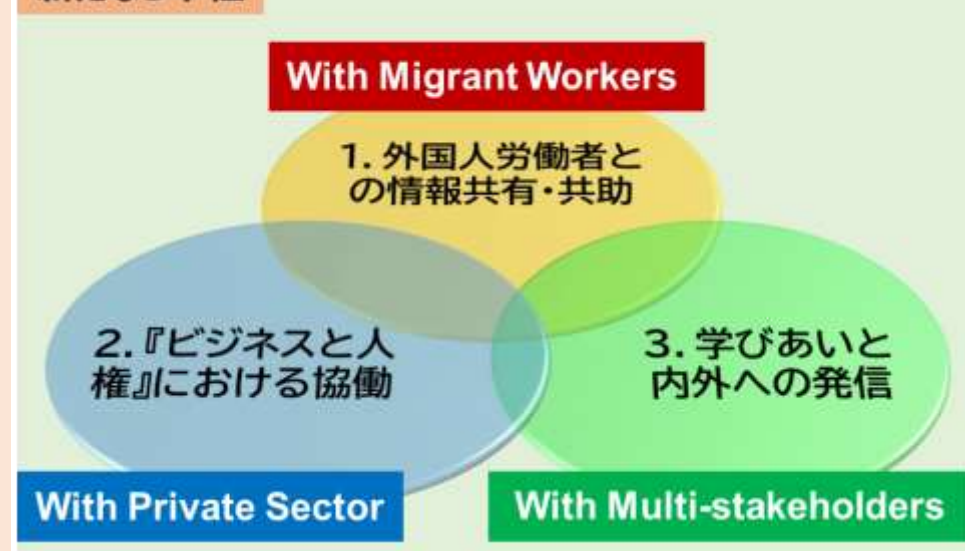 With Migrant Workers
1. 外国人労働者と
の情報共有・共助
2.『ビジネスと人
権』における協働
3. 学びあいと
内外への発信
With Private Sector
With Multi-stakeholders